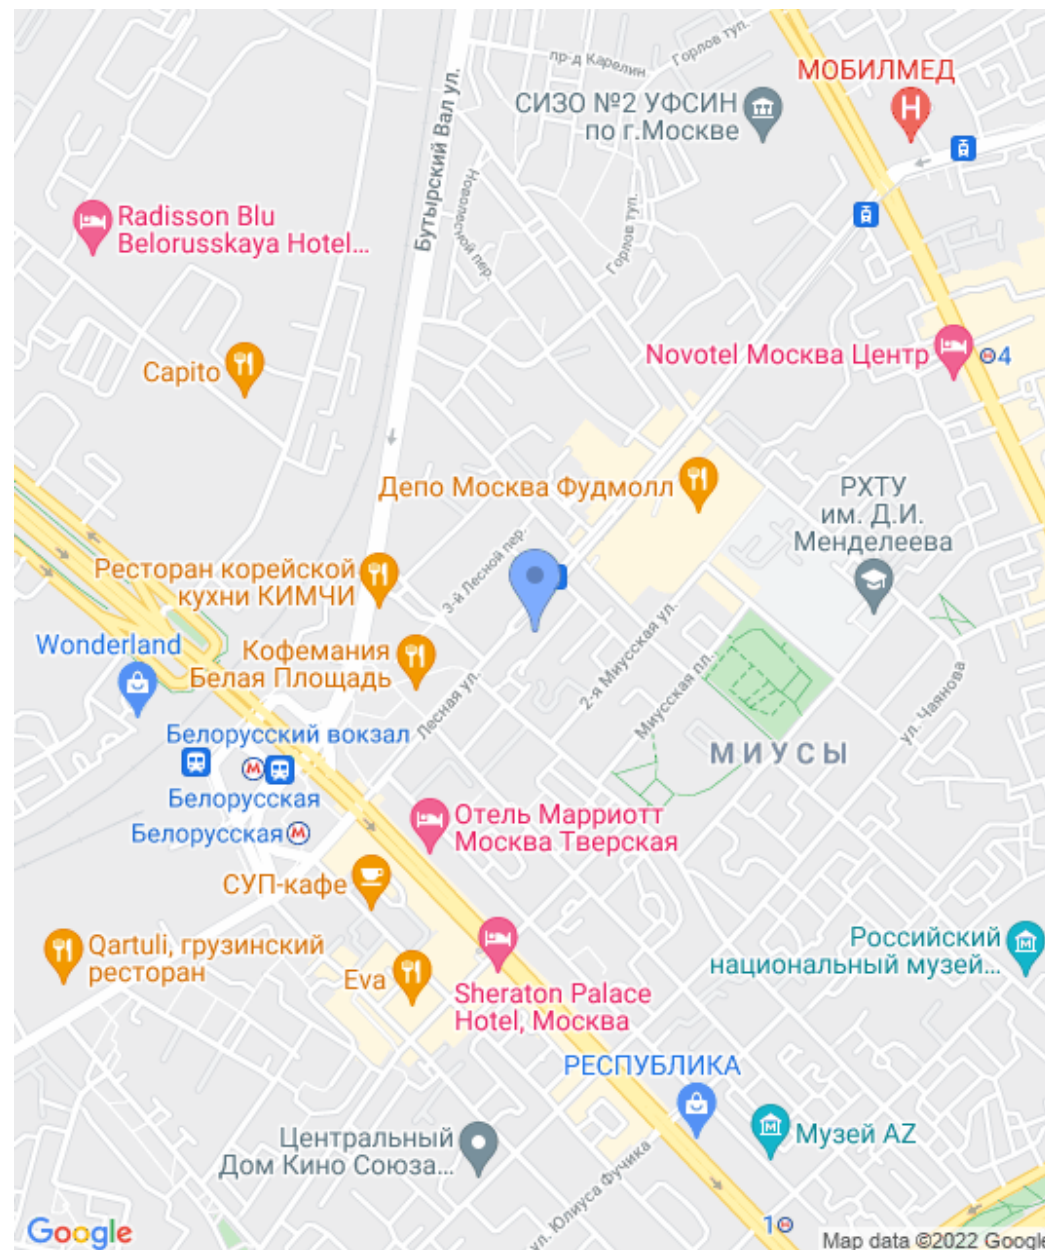 Горлов туп.
пр-д Карелин
МОБИЛМЕД
СИЗО №2 УФСИН
по г.Москве
Бутырский Вал ул.
Новолесной пер.
Radisson Blu
Belorusskaya Hotel...
Горлов туп.
Novotel Москва Центр
4
Capito
Депо Москва Фудмолл
РХТУ
им. Д.И.
Менделеева
3-й Лесной пер.
Ресторан корейской
кухни КИМЧИ
Wonderland
Кофемания
Белая Площадь
2-я Миусская ул.
Миусская пл.
ул. Чаянова
Лесная ул.
Белорусский вокзал
МИУСЫ
Белорусская
Белорусская
Отель Марриотт
Москва Тверская
СУП-кафе
Qartuli, грузинский
ресторан
Eva
Российский
национальный музей...
Sheraton Palace
Hotel, Москва
РЕСПУБЛИКА
Центральный
Дом Кино Союза...
Музей AZ
ул. Юлиуса Фучика
1
Google
Map data ©2022 Google